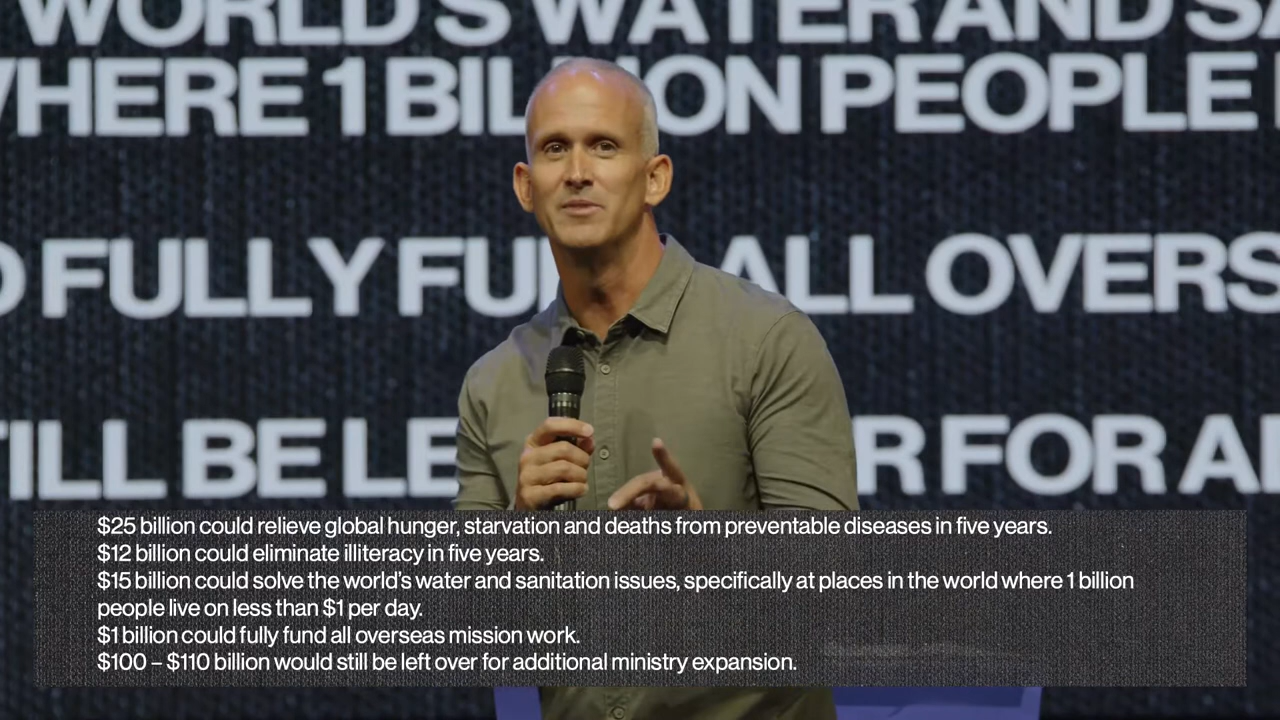 WORLD'S WATER AND SA
WHERE 1 BILLION PEOPLE
FULLY FUN ALL OVERS
ILL BE LE R FOR A
$25 billion could relieve global hunger, starvation and deaths from preventable diseases in five years.
$12 billion could eliminate illiteracy in five years.
$15 billion could solve the world's water and sanitation issues, specifically at places in the world where 1 billion
people live on less than $1 per day.
$1 billion could fully fund all overseas mission work.
$100 – $110 billion would still be left over for additional ministry expansion.